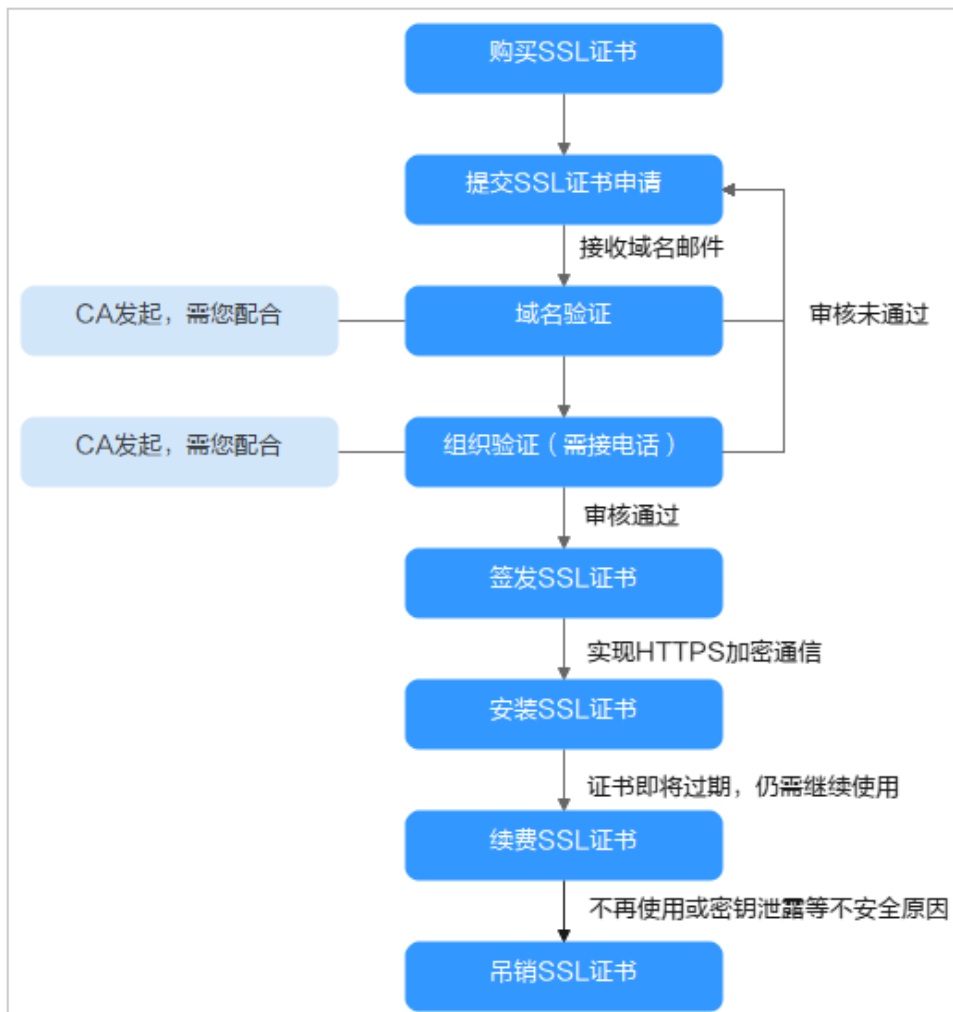 购买SSL证书
提交SSL证书申请
接收域名邮件
CA发起，需您配合
域名验证
审核未通过
CA发起，需您配合
组织验证（需接电话）
审核通过
签发SSL证书
实现HTTPS加密通信
安装SSL证书
证书即将过期，仍需继续使用
续费SSL证书
不再使用或密钥泄露等不安全原因
吊销SSL证书